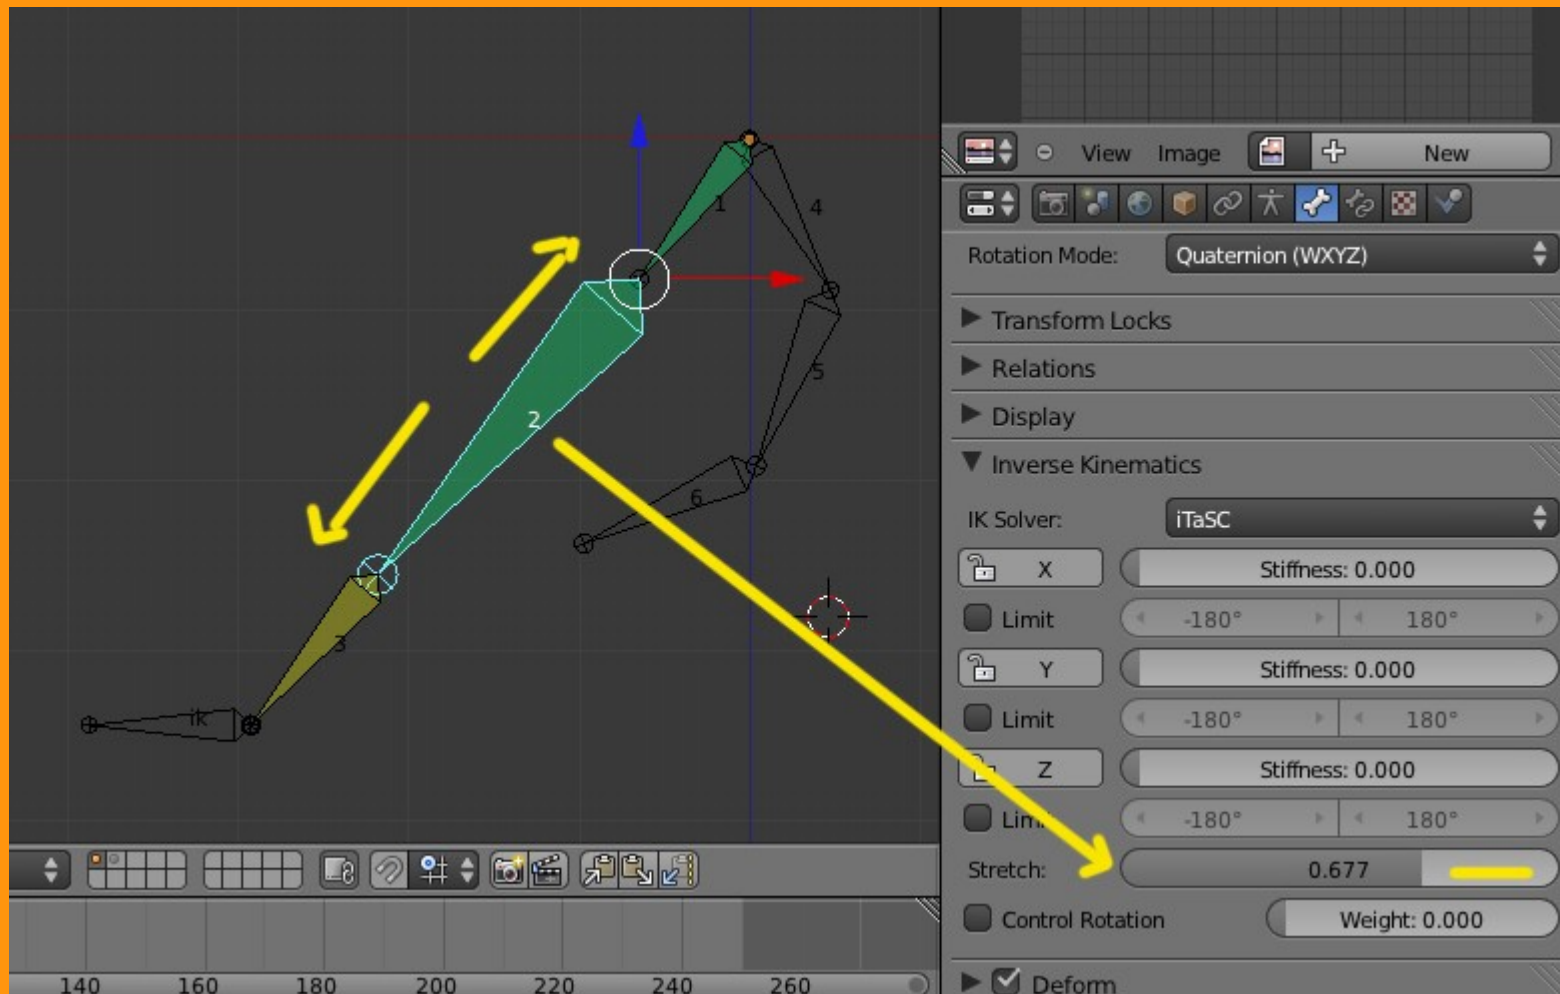 1
4
2
5
6
3
ik
140 160 180 200 220 240 260
View Image New
Rotation Mode: Quaternion (WXYZ)
Transform Locks
Relations
Display
Inverse Kinematics
IK Solver: iTaSC
X Stiffness: 0.000
Limit -180° 180°
Y Stiffness: 0.000
Limit -180° 180°
Z Stiffness: 0.000
Limit -180° 180°
Stretch: 0.677
Control Rotation Weight: 0.000
Deform